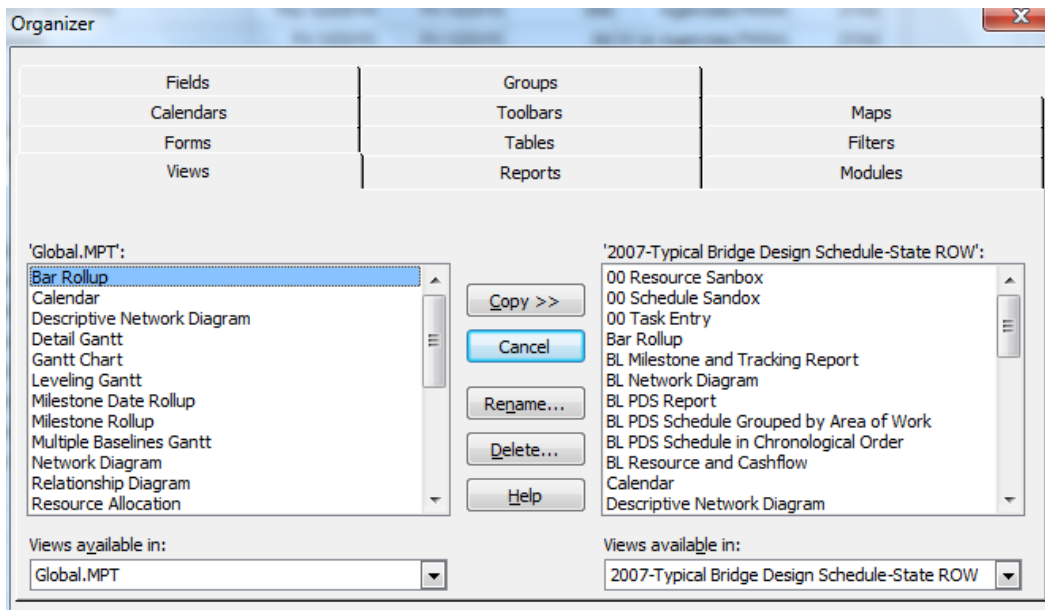 Organizer
Fields Groups
Calendars Toolbars Maps
Forms Tables Filters
Views Reports Modules
'Global.MPT': '2007-Typical Bridge Design Schedule-State ROW':
Bar Rollup
Calendar
Descriptive Network Diagram
Detail Gantt
Gantt Chart
Leveling Gantt
Milestone Date Rollup
Milestone Rollup
Multiple Baselines Gantt
Network Diagram
Relationship Diagram
Resource Allocation
Copy >>
Cancel
Rename...
Delete...
Help
00 Resource Sanbox
00 Schedule Sandox
00 Task Entry
Bar Rollup
BL Milestone and Tracking Report
BL Network Diagram
BL PDS Report
BL PDS Schedule Grouped by Area of Work
BL PDS Schedule in Chronological Order
BL Resource and Cashflow
Calendar
Descriptive Network Diagram
Views available in: Views available in:
Global.MPT 2007-Typical Bridge Design Schedule-State ROW